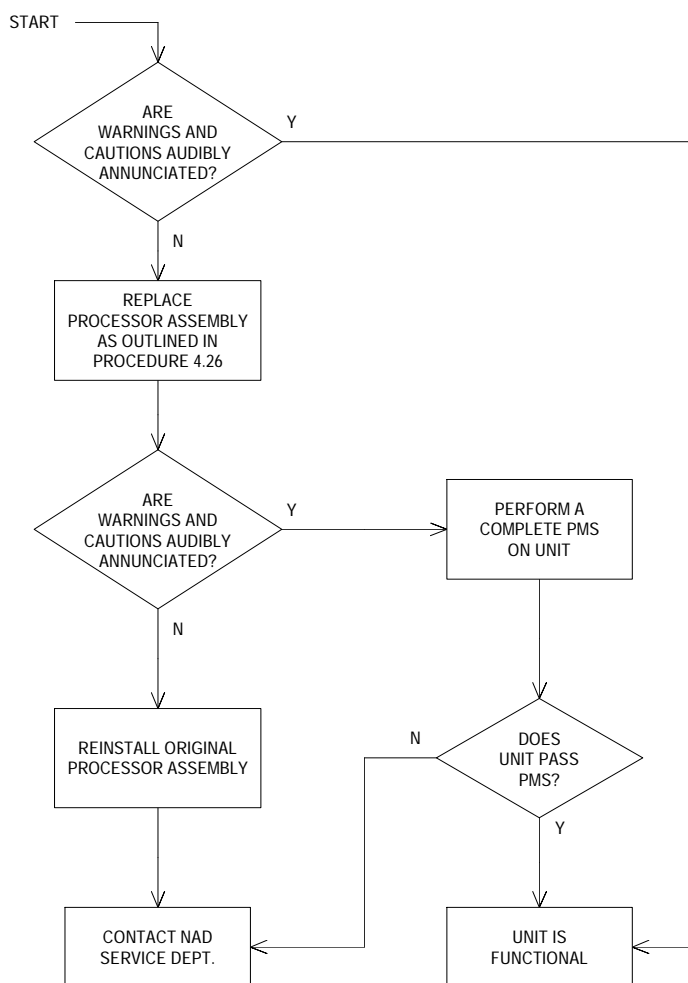 START
ARE
WARNINGS AND
CAUTIONS AUDIBLY
ANNUNCIATED?
Y
N
REPLACE
PROCESSOR ASSEMBLY
AS OUTLINED IN
PROCEDURE 4.26
ARE
WARNINGS AND
CAUTIONS AUDIBLY
ANNUNCIATED?
Y
PERFORM A
COMPLETE PMS
ON UNIT
N
REINSTALL ORIGINAL
PROCESSOR ASSEMBLY
N
DOES
UNIT PASS
PMS?
Y
CONTACT NAD
SERVICE DEPT.
UNIT IS
FUNCTIONAL